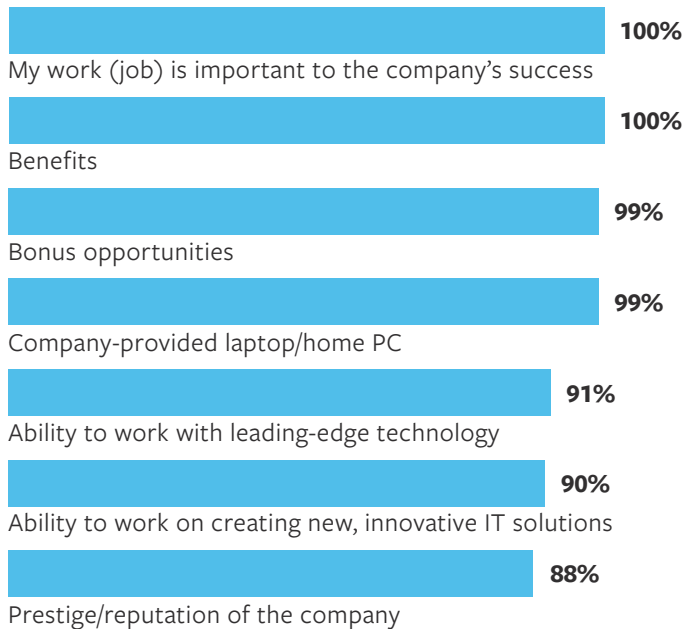 100%
My work (job) is important to the company’s success
100%
Benefits
99%
Bonus opportunities
99%
Company-provided laptop/home PC
91%
Ability to work with leading-edge technology
90%
Ability to work on creating new, innovative IT solutions
88%
Prestige/reputation of the company